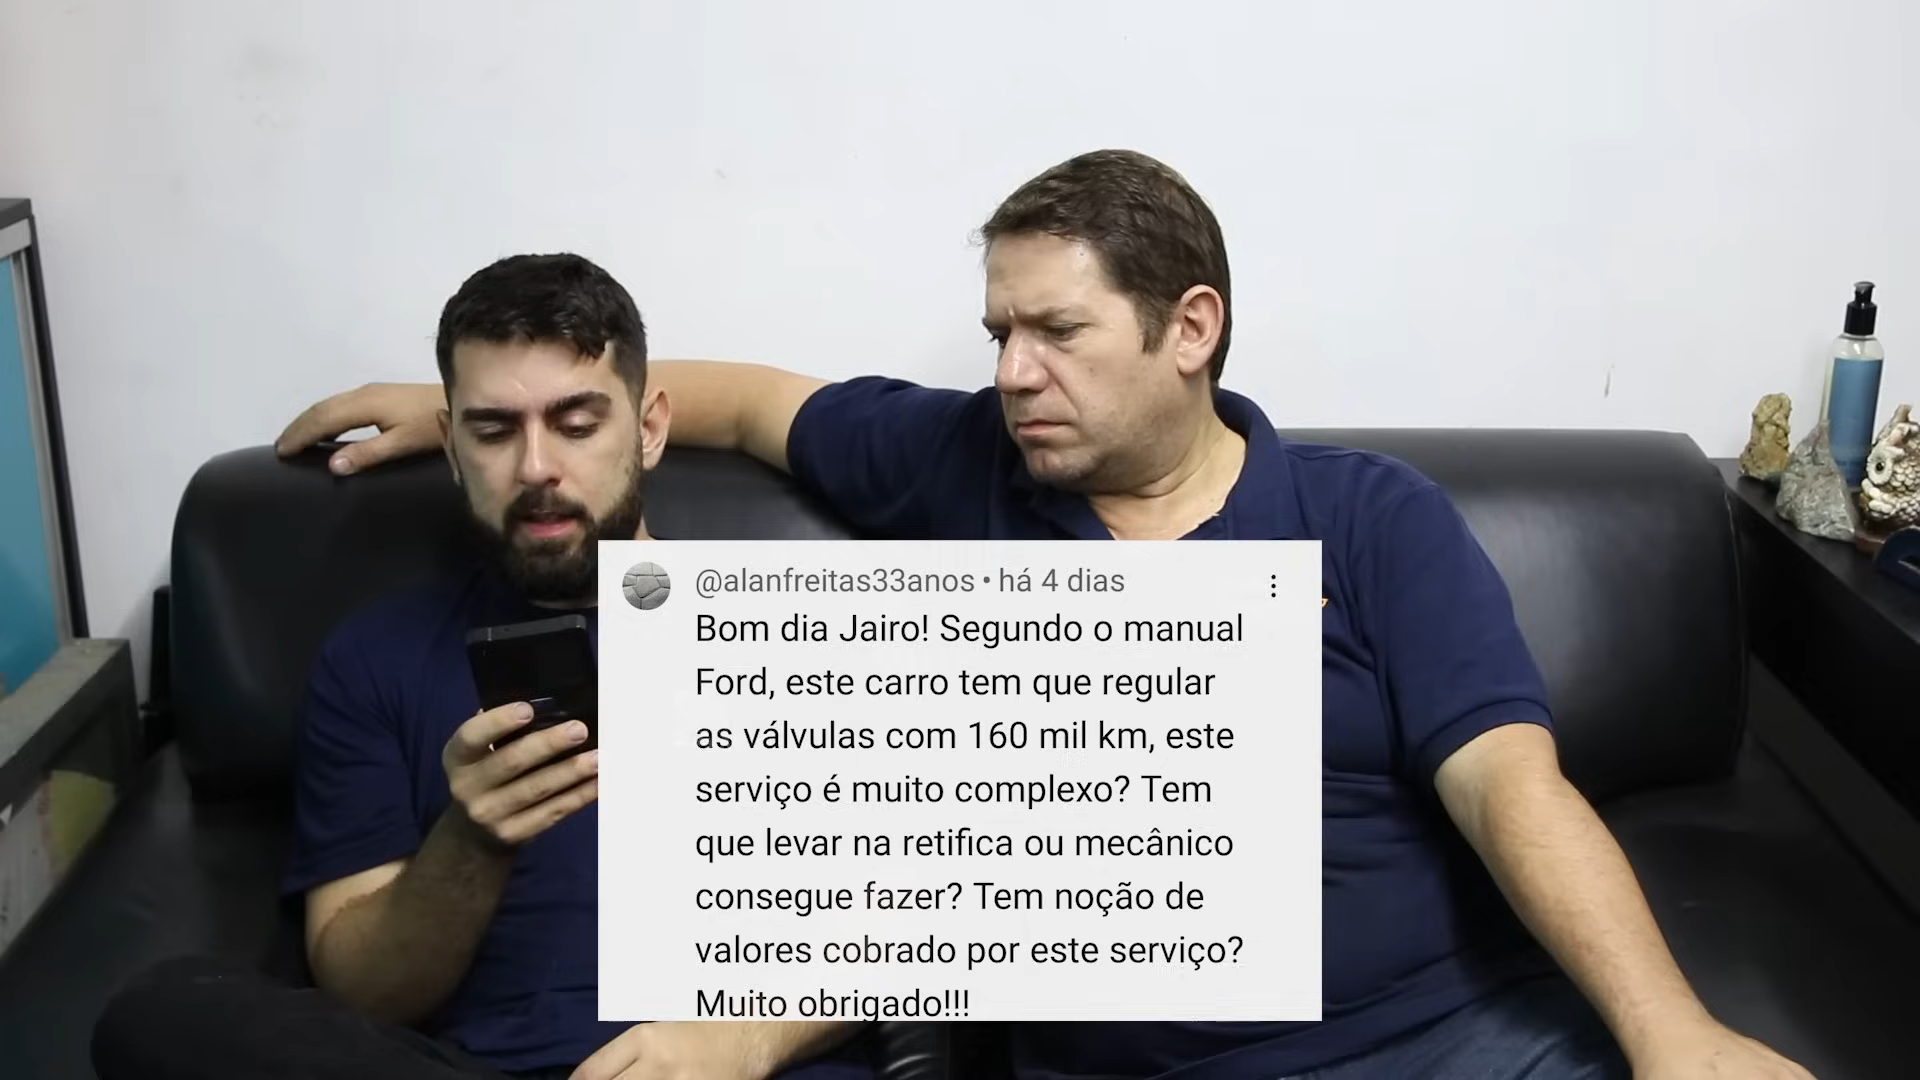 @alanfreitas33anos • há 4 dias
Bom dia Jairo! Segundo o manual
Ford, este carro tem que regular
as válvulas com 160 mil km, este
serviço é muito complexo? Tem
que levar na retifica ou mecânico
consegue fazer? Tem noção de
valores cobrado por este serviço?
Muito obrigado!!!